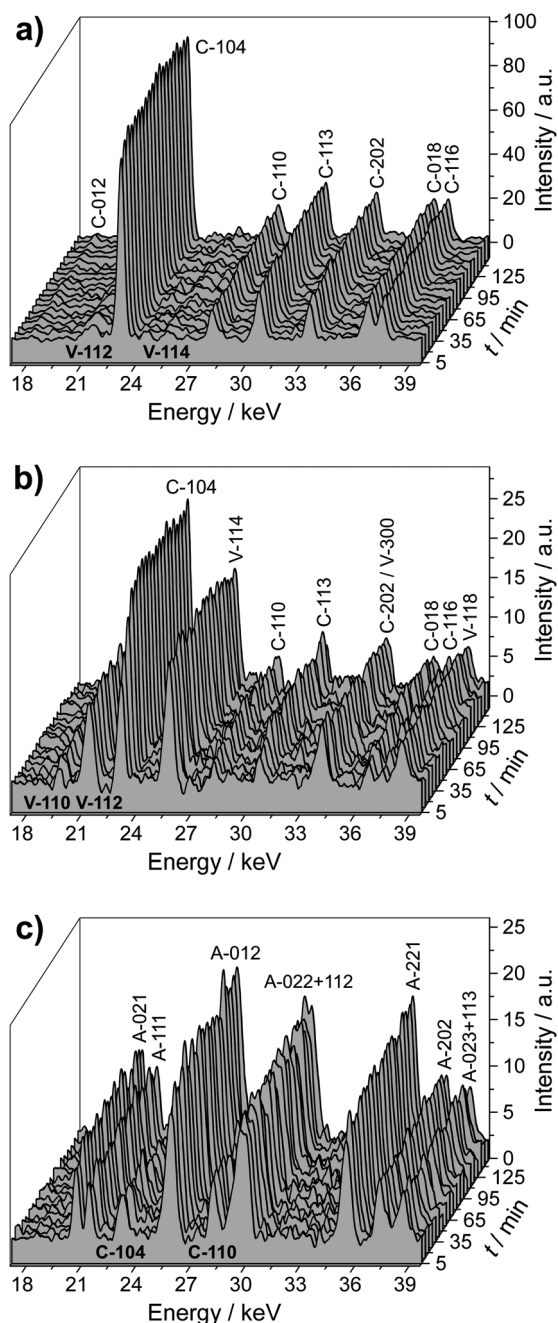 a)
C-104
C-012
C-110
C-113
C-202
C-018
C-116
V-112
V-114
100
80
60
40
20
0
Intensity / a.u.
125
95
65
35
5
t / min
18 21 24 27 30 33 36 39
Energy / keV
b)
C-104
V-114
C-110
C-113
C-202 / V-300
C-018
C-116
V-118
V-110 V-112
25
20
15
10
5
0
Intensity / a.u.
125
95
65
35
5
t / min
18 21 24 27 30 33 36 39
Energy / keV
c)
A-021
A-111
A-012
A-022+112
A-221
A-202
A-023+113
C-104
C-110
25
20
15
10
5
0
Intensity / a.u.
125
95
65
35
5
t / min
18 21 24 27 30 33 36 39
Energy / keV